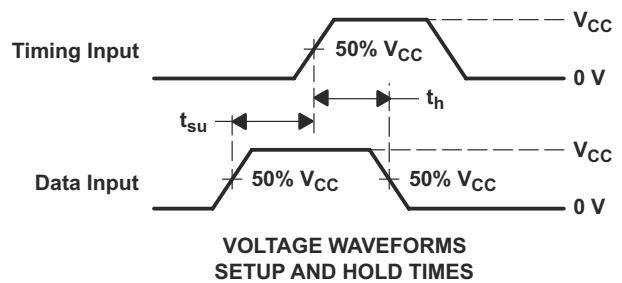 V_CC
Timing Input
50% V_CC
0 V
t_su
t_h
V_CC
Data Input
50% V_CC
50% V_CC
0 V
VOLTAGE WAVEFORMS
SETUP AND HOLD TIMES